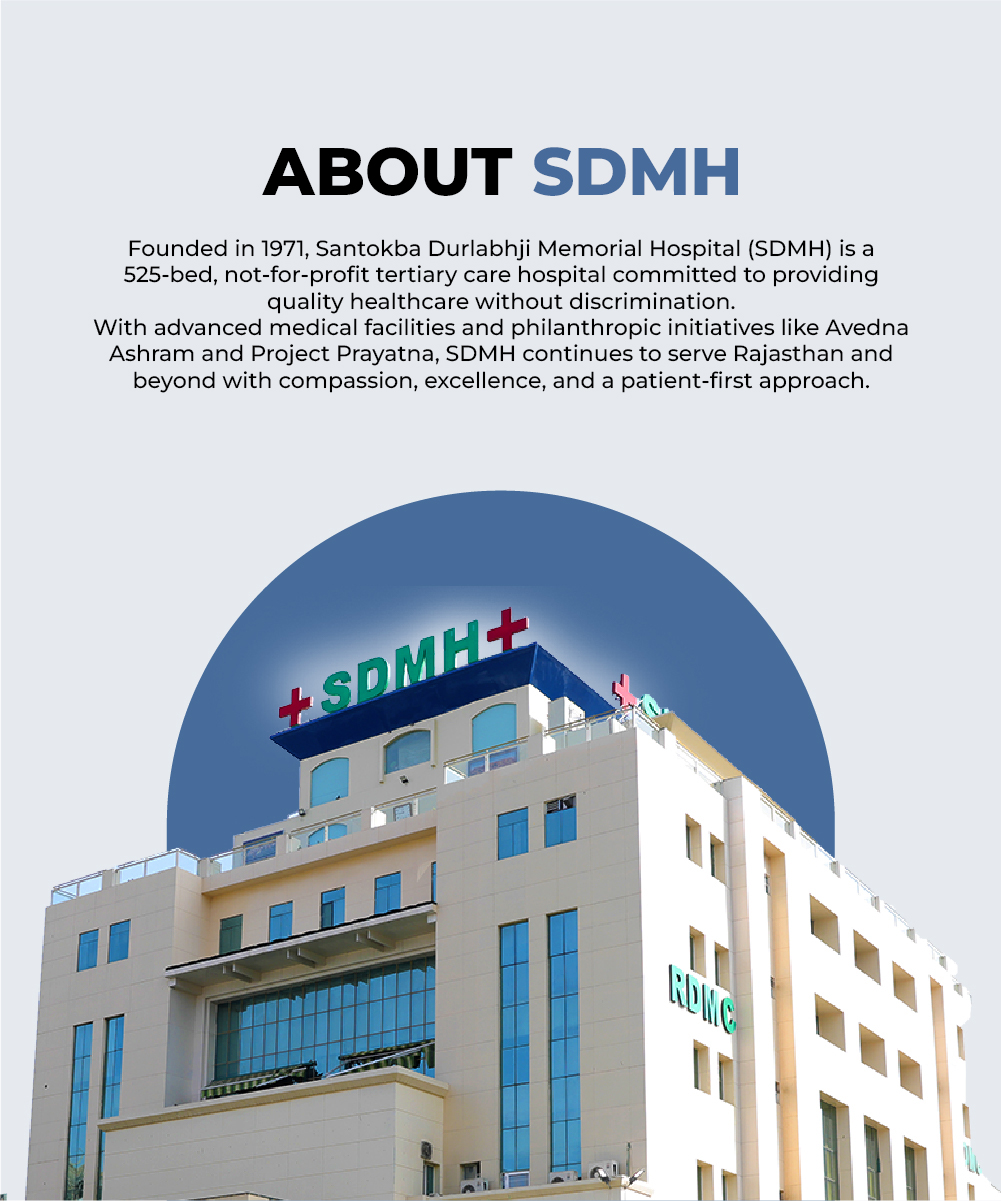 ABOUT SDMH
Founded in 1971, Santokba Durlabhji Memorial Hospital (SDMH) is a
525-bed, not-for-profit tertiary care hospital committed to providing
quality healthcare without discrimination.
With advanced medical facilities and philanthropic initiatives like Avedna
Ashram and Project Prayatna, SDMH continues to serve Rajasthan and
beyond with compassion, excellence, and a patient-first approach.
SDMH
RDMC